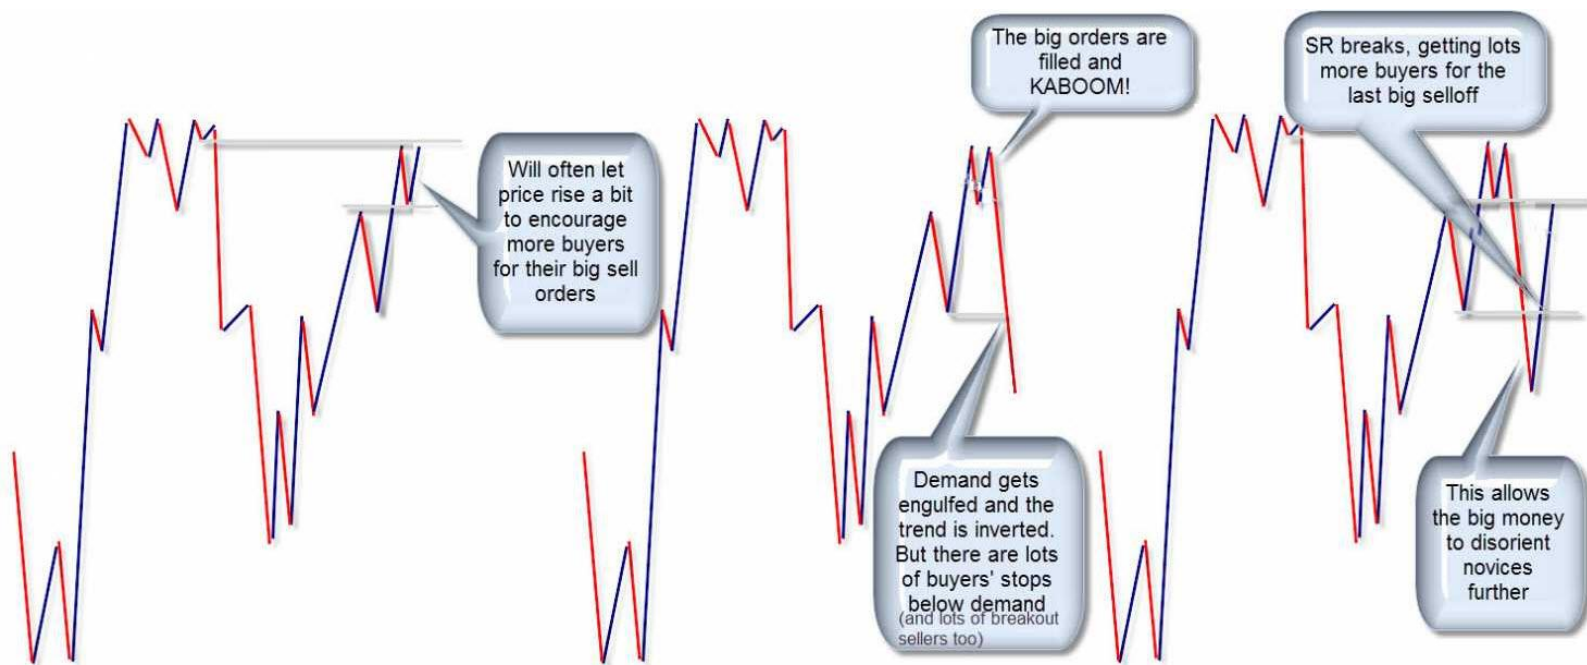 Will often let
price rise a bit
to encourage
more buyers
for their big sell
orders
The big orders are
filled and
KABOOM!
Demand gets
engulfed and the
trend is inverted.
But there are lots
of buyers' stops
below demand
(and lots of breakout
sellers too)
SR breaks, getting lots
more buyers for the
last big selloff
This allows
the big money
to disorient
novices
further